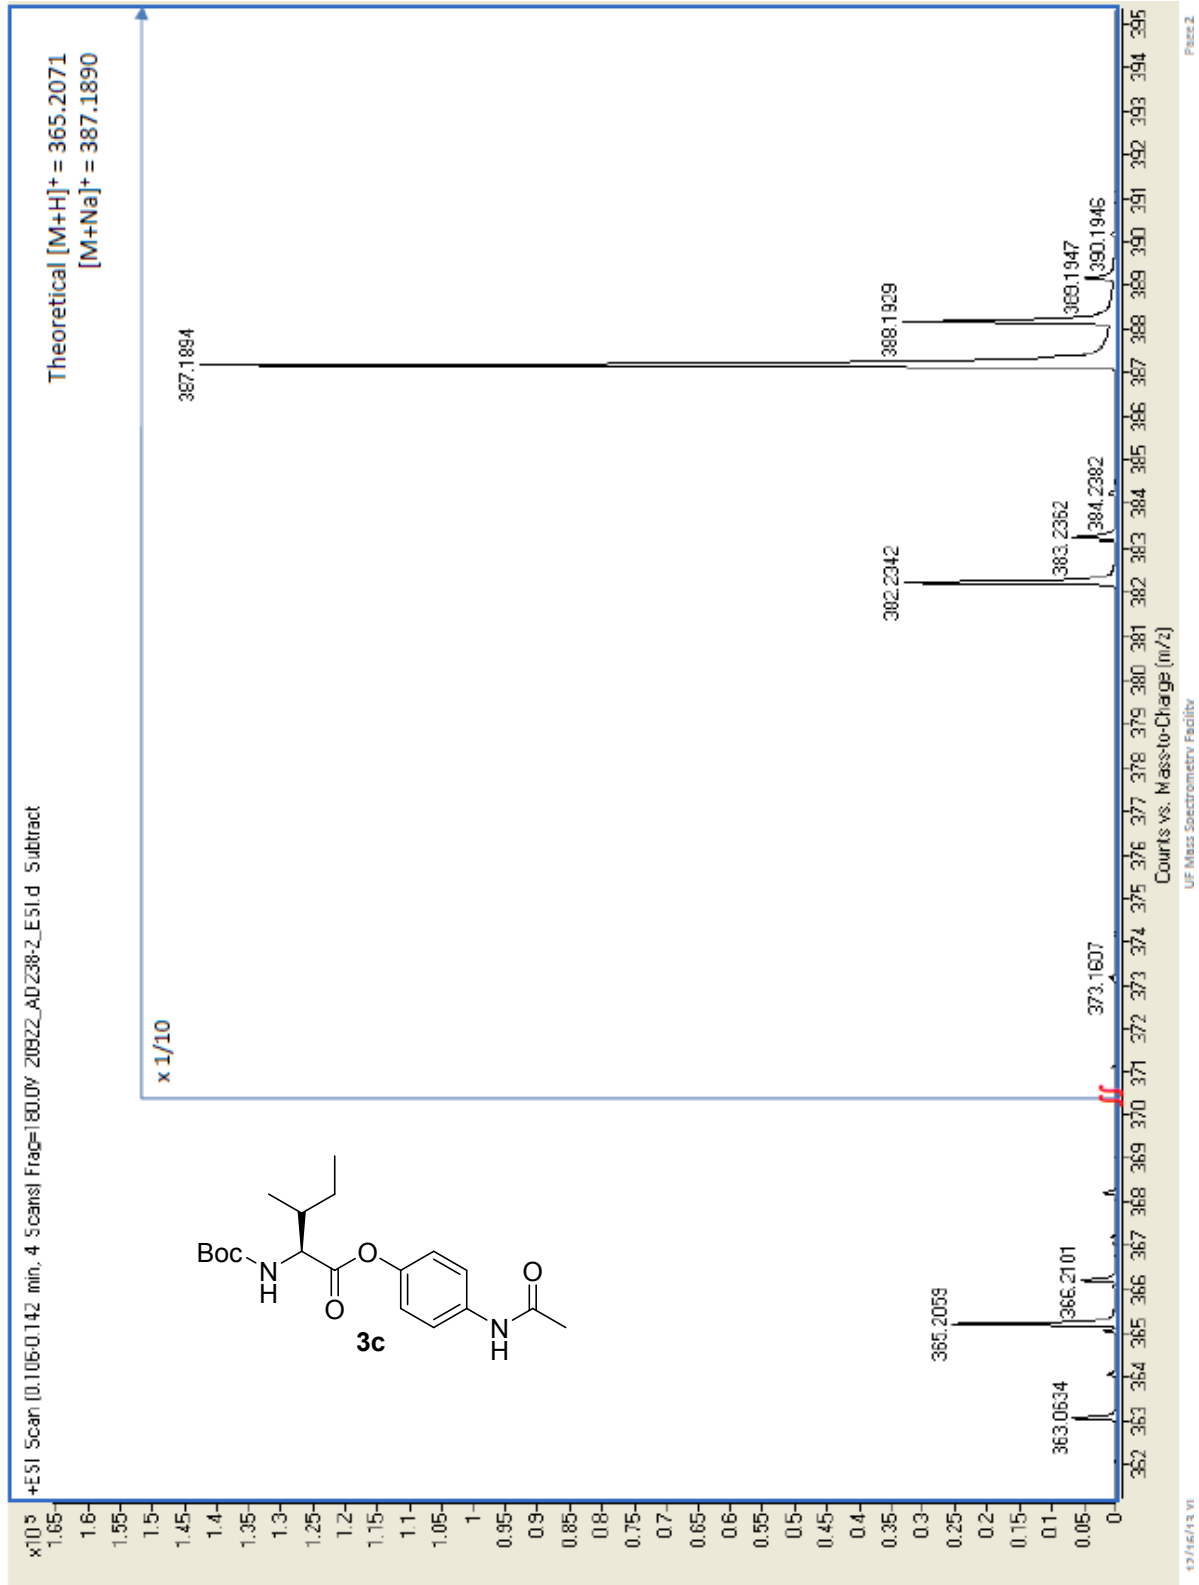 x10 5
+ESI Scan (0.106-0.142 min, 4 Scans) Frag=180.0V 20922_AD238-2_ESI.d Subtract
Theoretical [M+H]+ = 365.2071
[M+Na]+ = 387.1890
x 1/10
1.65
1.6
1.55
1.5
1.45
1.4
1.35
1.3
1.25
1.2
1.15
1.1
1.05
1
0.95
0.9
0.85
0.8
0.75
0.7
0.65
0.6
0.55
0.5
0.45
0.4
0.35
0.3
0.25
0.2
0.15
0.1
0.05
0
Boc
N
H
O
O
O
N
H
3c
363.0634
365.2059
366.2101
373.1607
382.2342
383.2362
384.2382
387.1894
388.1929
389.1947
390.1946
362 363 364 365 366 367 368 369 370 371 372 373 374 375 376 377 378 379 380 381 382 383 384 385 386 387 388 389 390 391 392 393 394 395
Counts vs. Mass-to-Charge (m/z)
12/16/13 YL
UF Mass Spectrometry Facility
Page 2